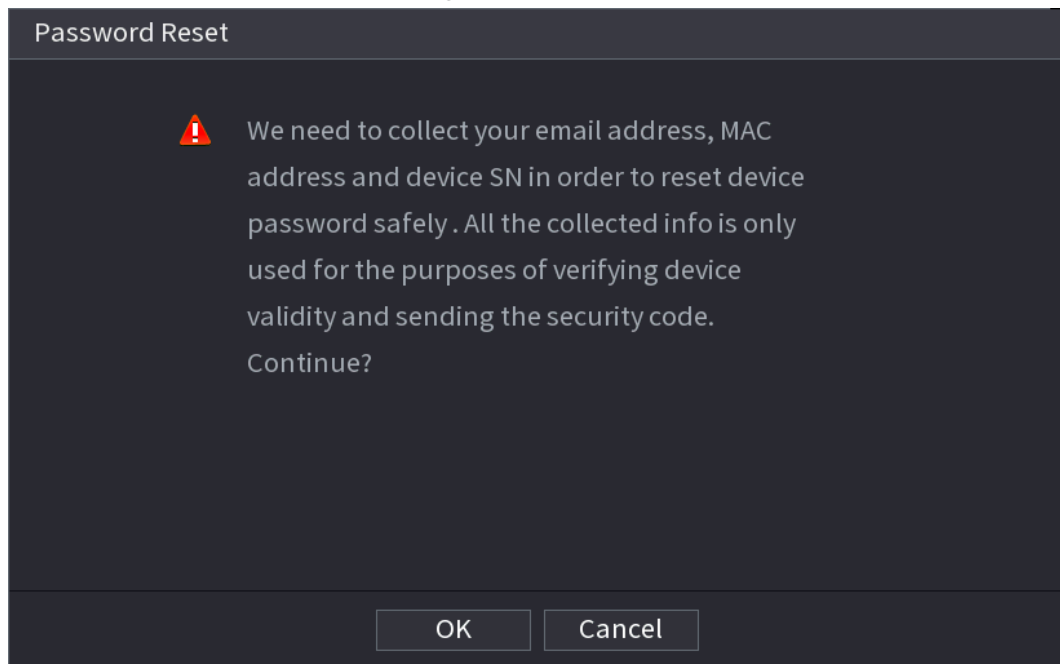 Password Reset
We need to collect your email address, MAC
address and device SN in order to reset device
password safely . All the collected info is only
used for the purposes of verifying device
validity and sending the security code.
Continue?
OK
Cancel